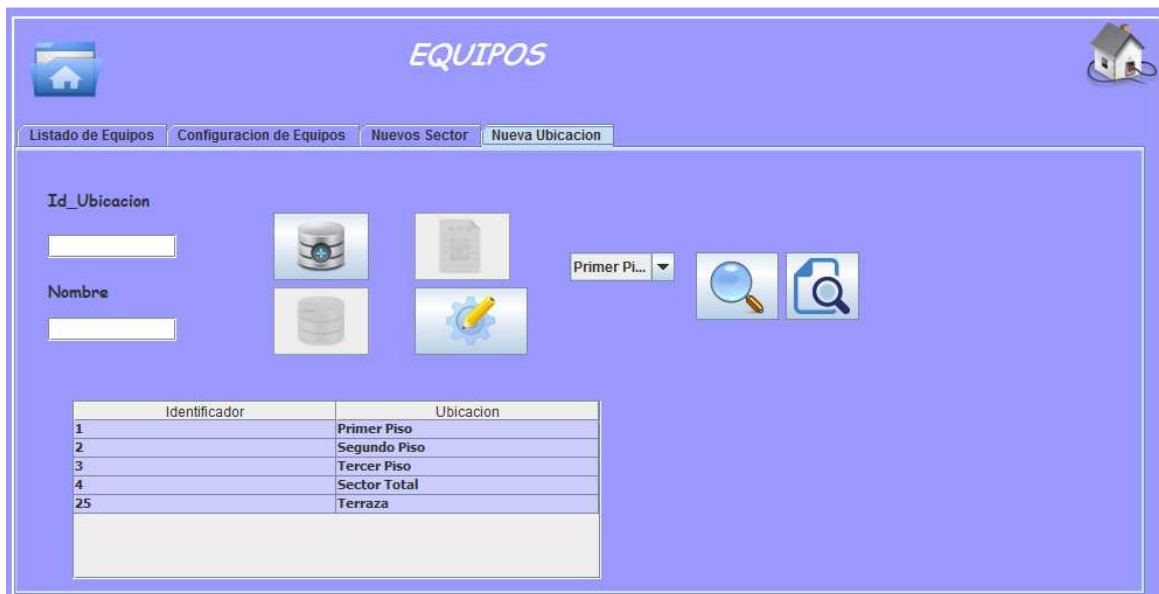 EQUIPOS
Listado de Equipos Configuracion de Equipos Nuevos Sector Nueva Ubicacion
Id_Ubicacion
Primer Pi...
Nombre
Identificador Ubicacion
1 Primer Piso
2 Segundo Piso
3 Tercer Piso
4 Sector Total
25 Terraza